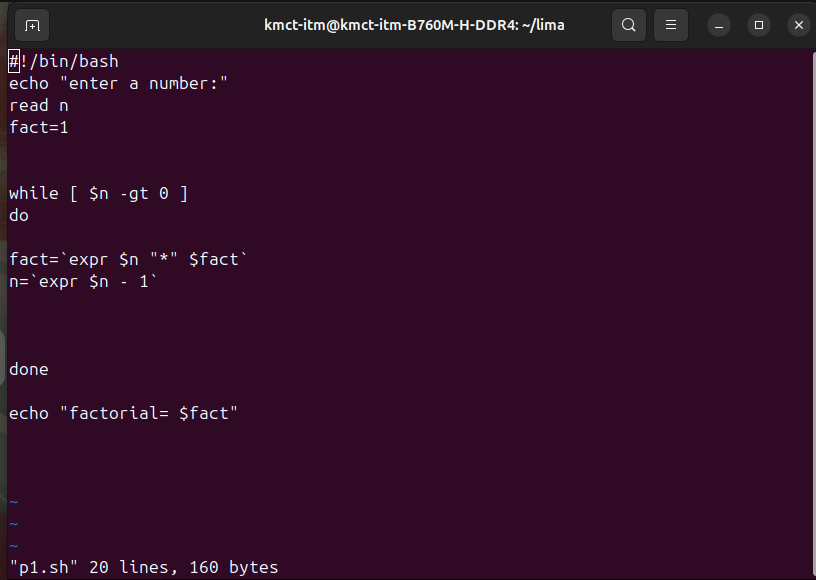 kmct-itm@kmct-itm-B760M-H-DDR4: ~/lima
#!/bin/bash
echo "enter a number:"
read n
fact=1
while [ $n -gt 0 ]
do
fact=`expr $n "*" $fact`
n=`expr $n - 1`
done
echo "factorial= $fact"
~
~
~
"p1.sh" 20 lines, 160 bytes